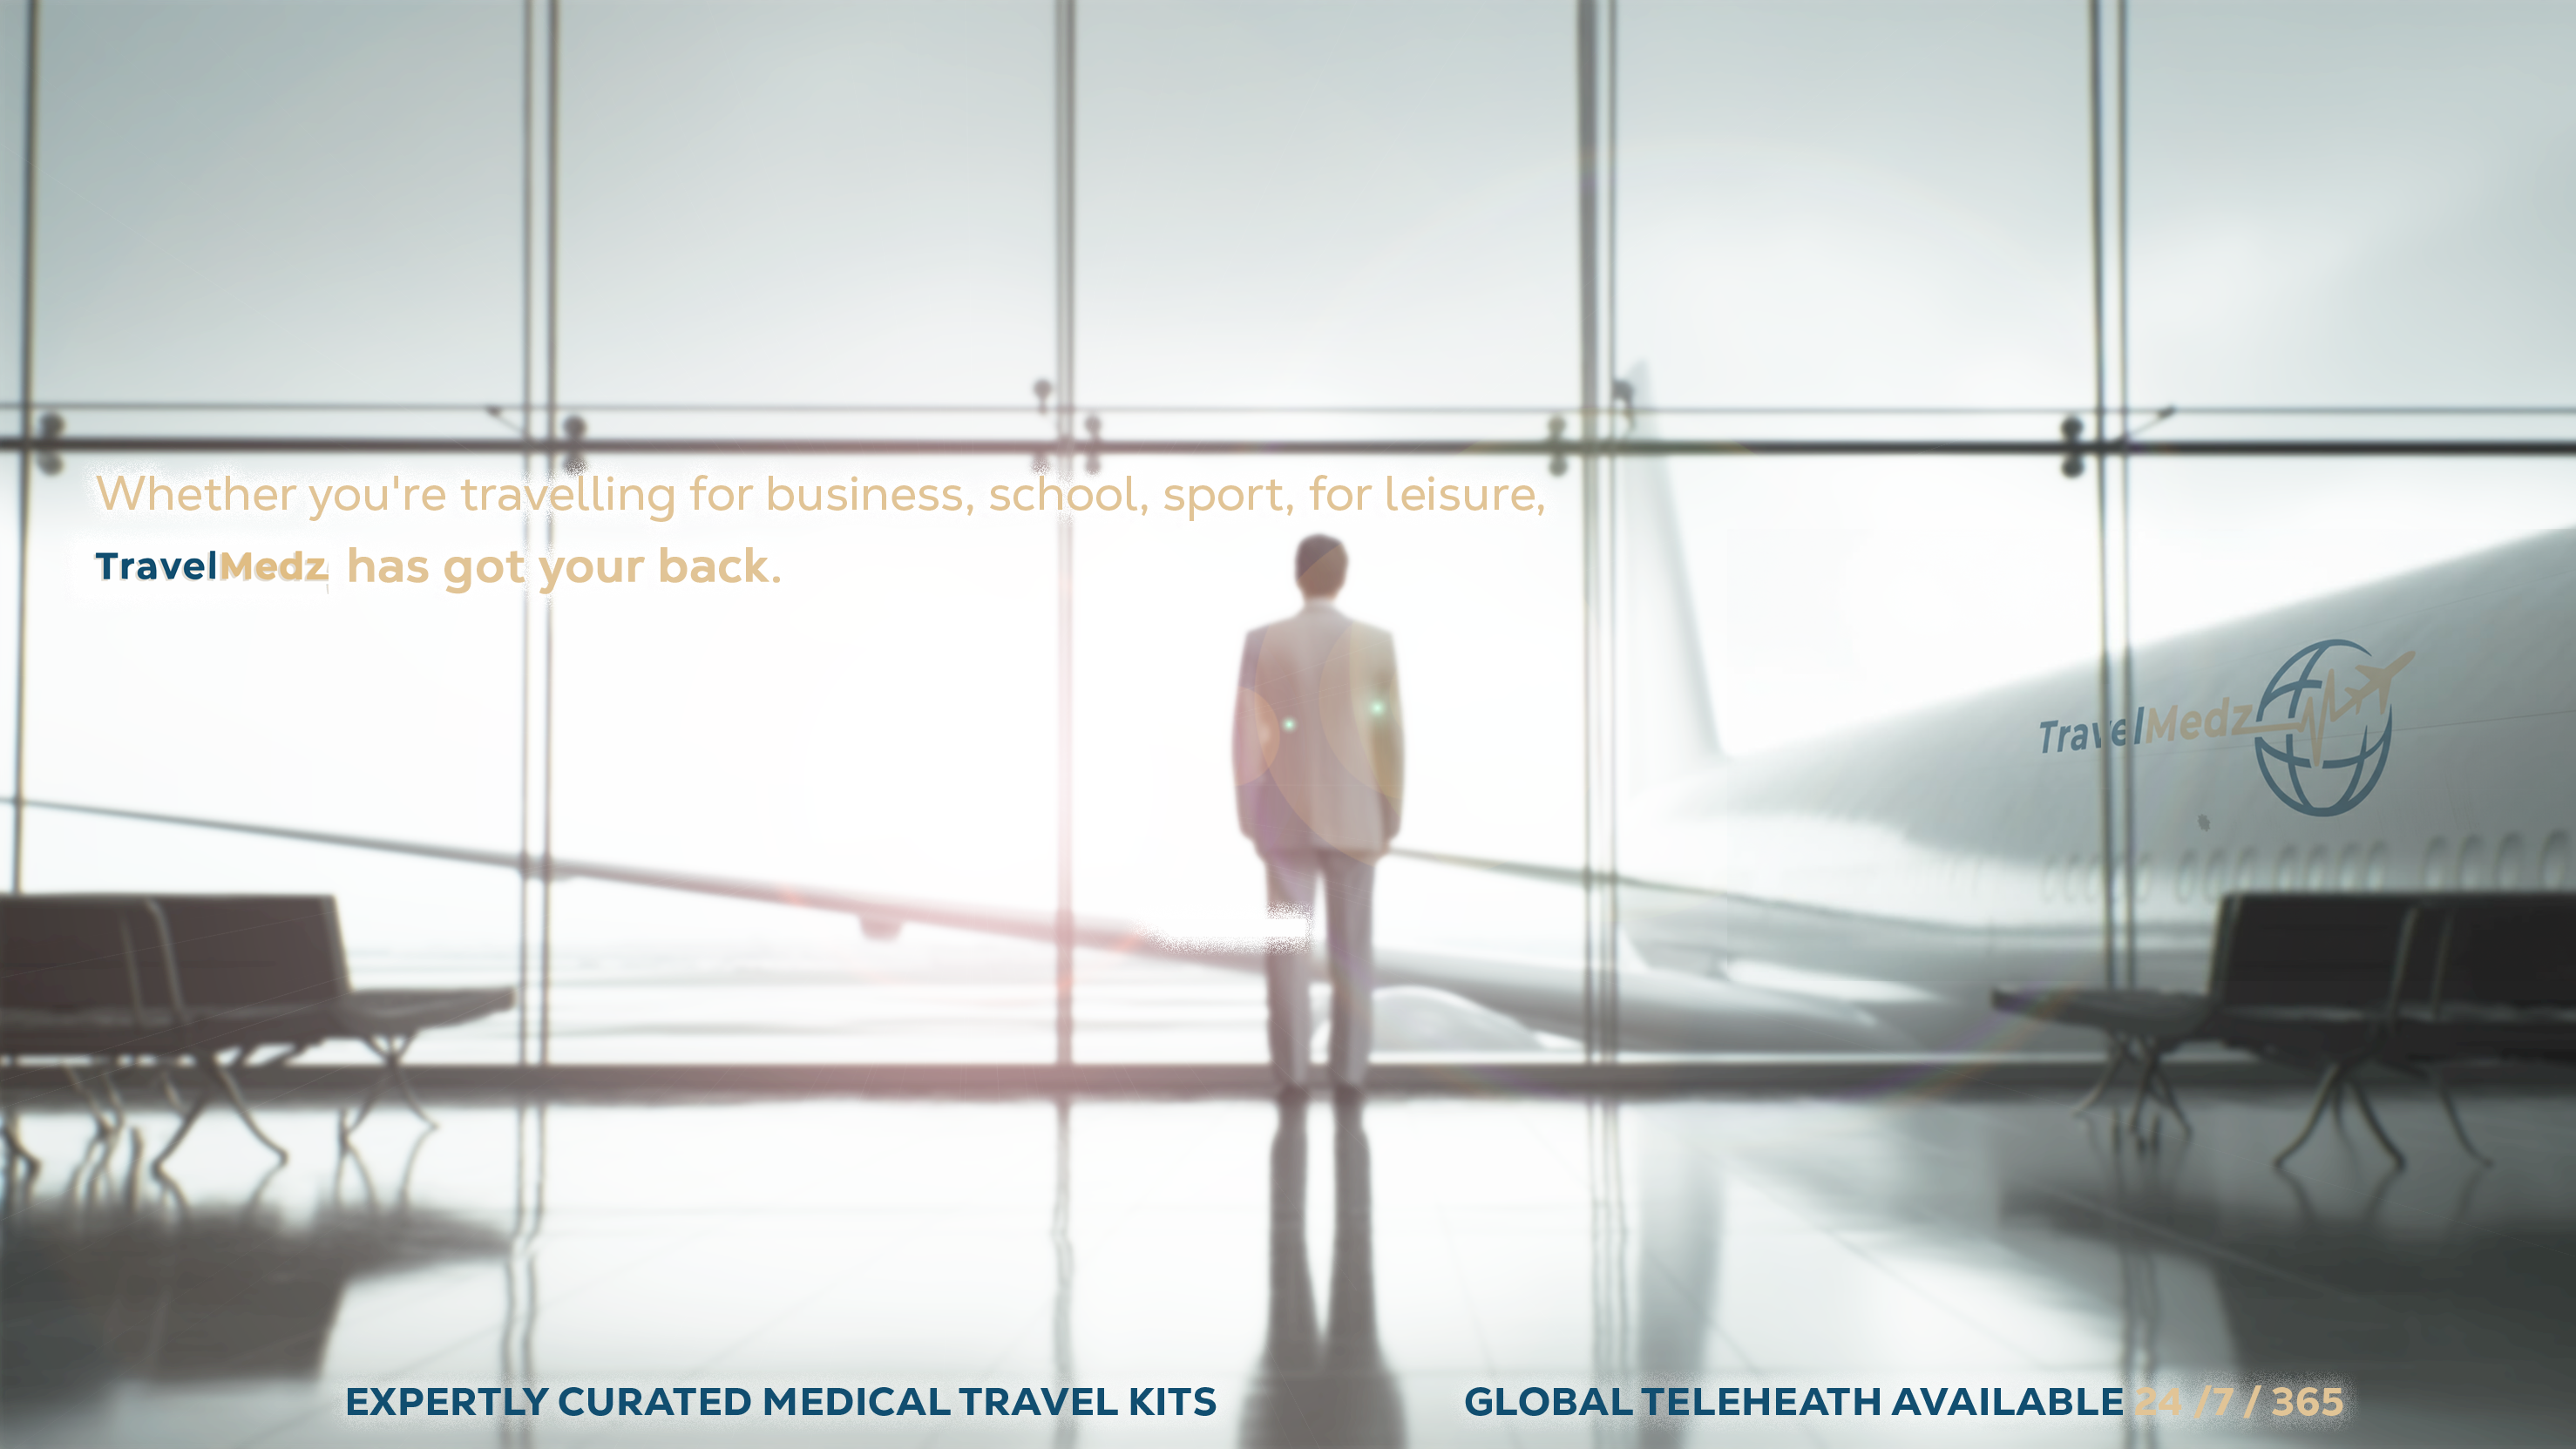 Whether you're travelling for business, school, sport, for leisure,
TravelMedz has got your back.
TravelMedz
EXPERTLY CURATED MEDICAL TRAVEL KITS
GLOBAL TELEHEATH AVAILABLE 24 /7 / 365